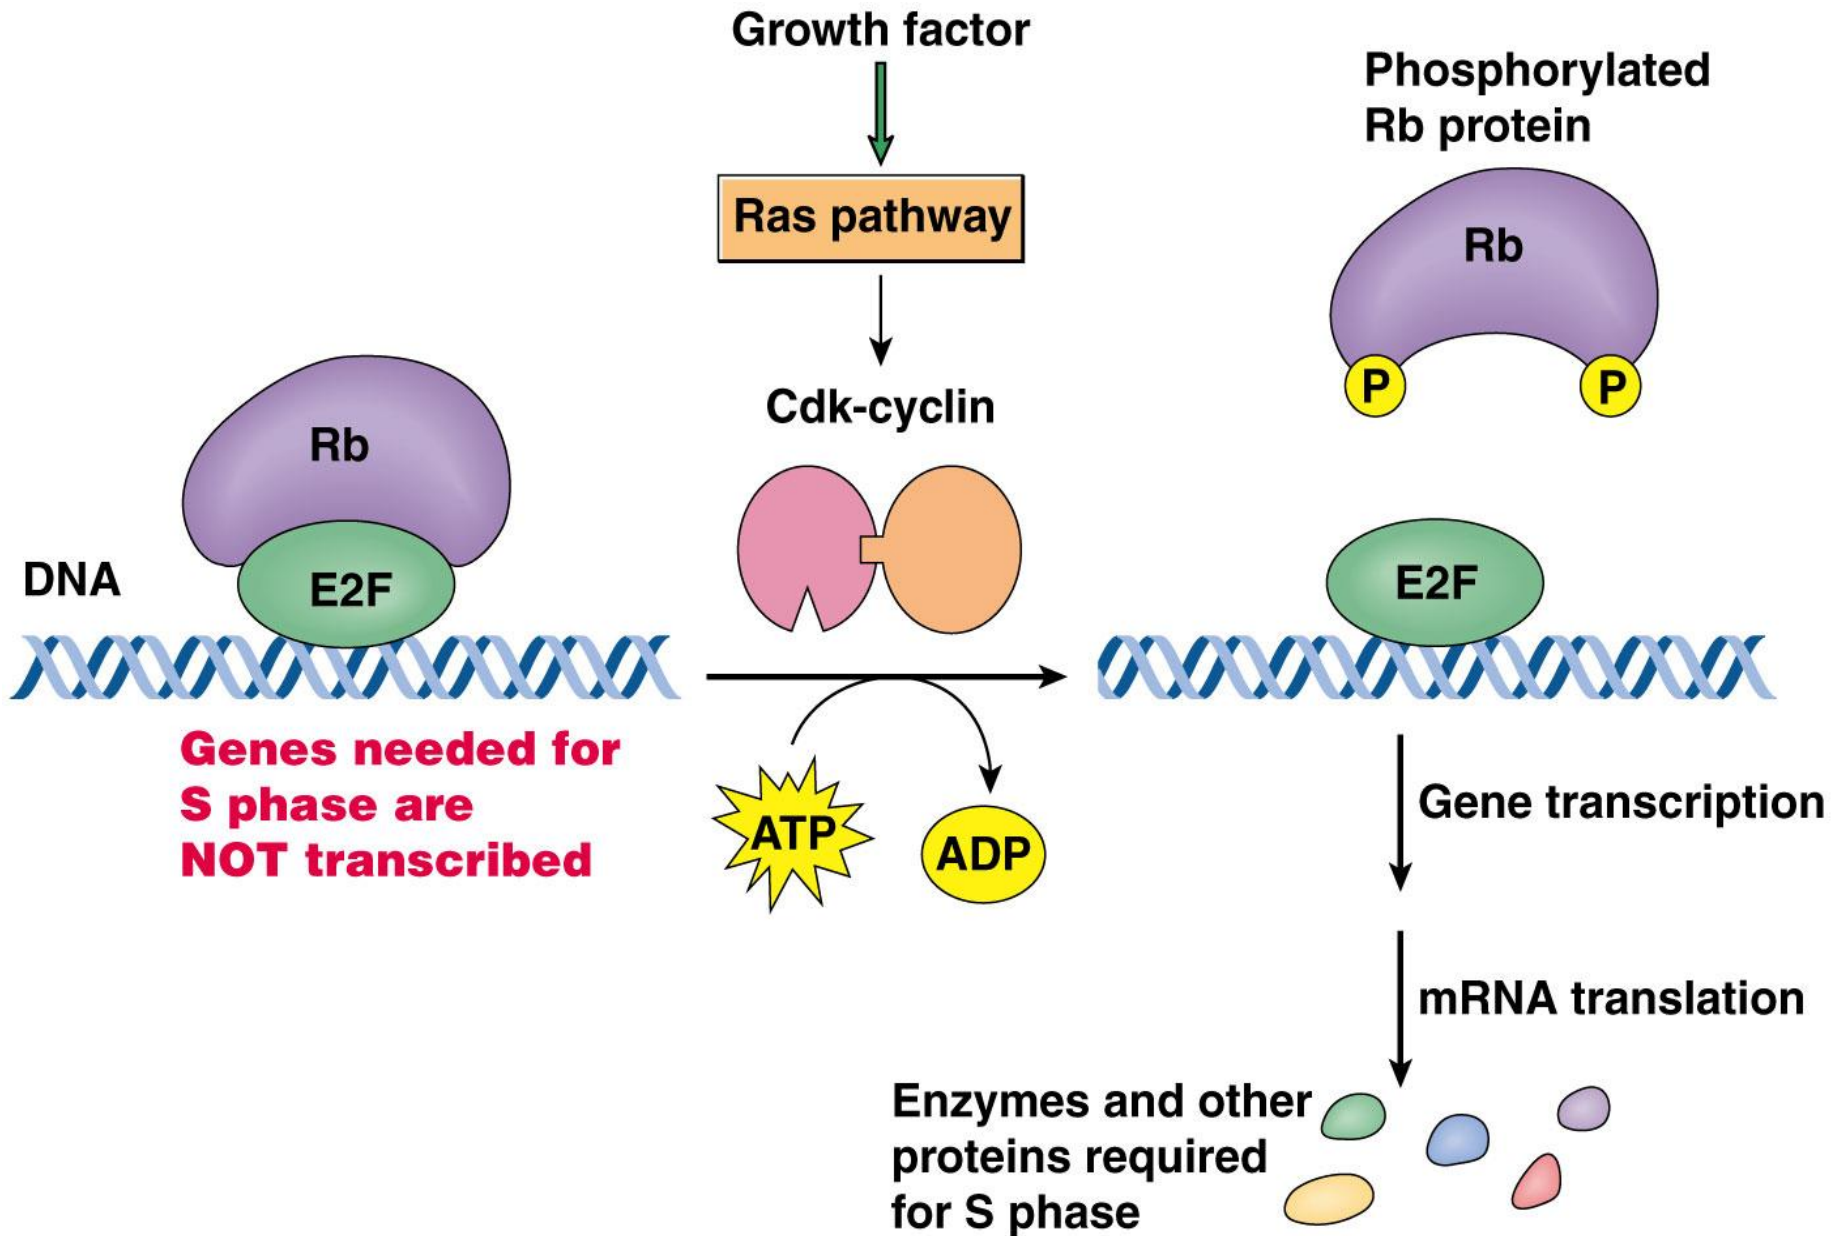 Growth factor
Ras pathway
Cdk-cyclin
DNA
Rb
E2F
Genes needed for
S phase are
NOT transcribed
ATP
ADP
Phosphorylated
Rb protein
Rb
P
P
E2F
Gene transcription
mRNA translation
Enzymes and other
proteins required
for S phase